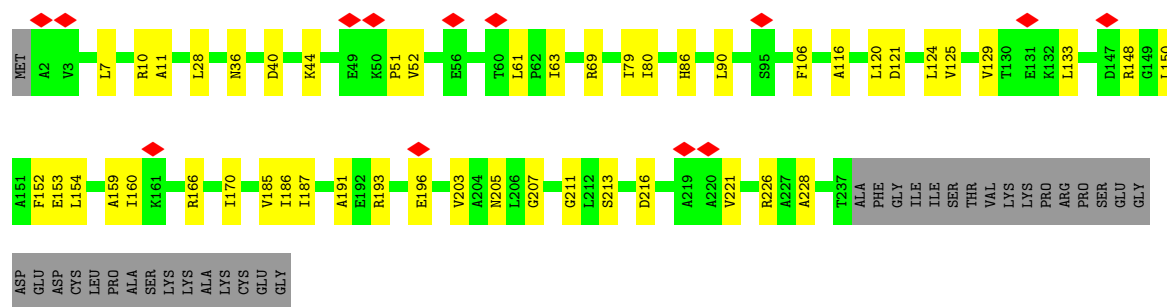 MET A2 V3 L7 R10 A11 L28 N36 D40 K44 E49 K50 P51 V52 E56 T60 L61 P62 I63 R69 I79 I80 H86 L90 S95 F106 A116 L120 D121 L124 V125 V129 T130 E131 K132 L133 D147 R148 G149 L150
A151 F152 E153 L154 A159 I160 K161 R166 I170 V185 I186 I187 A191 E192 R193 E196 V203 A204 N205 L206 G207 G211 L212 S213 D216 A219 A220 V221 R226 A227 A228 T237 ALA PHE GLY ILE ILE SER THR VAL LYS LYS PRO ARG PRO SER GLU GLY
ASP GLU ASP CYS LEU PRO ALA SER LYS LYS ALA LYS CYS GLU GLY